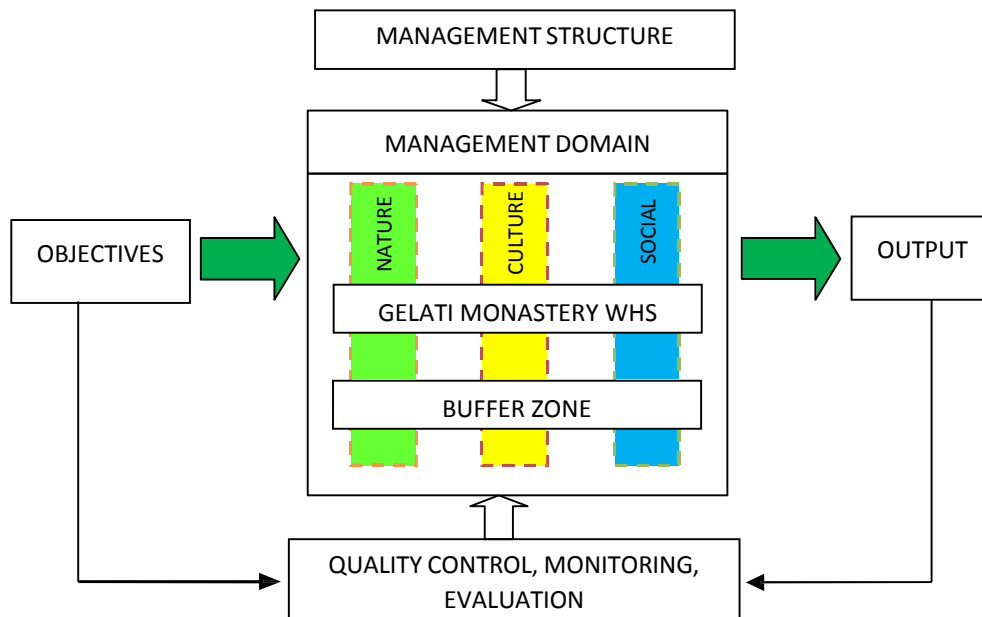 MANAGEMENT STRUCTURE
MANAGEMENT DOMAIN
NATURE
CULTURE
SOCIAL
OBJECTIVES
OUTPUT
GELATI MONASTERY WHS
BUFFER ZONE
QUALITY CONTROL, MONITORING,
EVALUATION